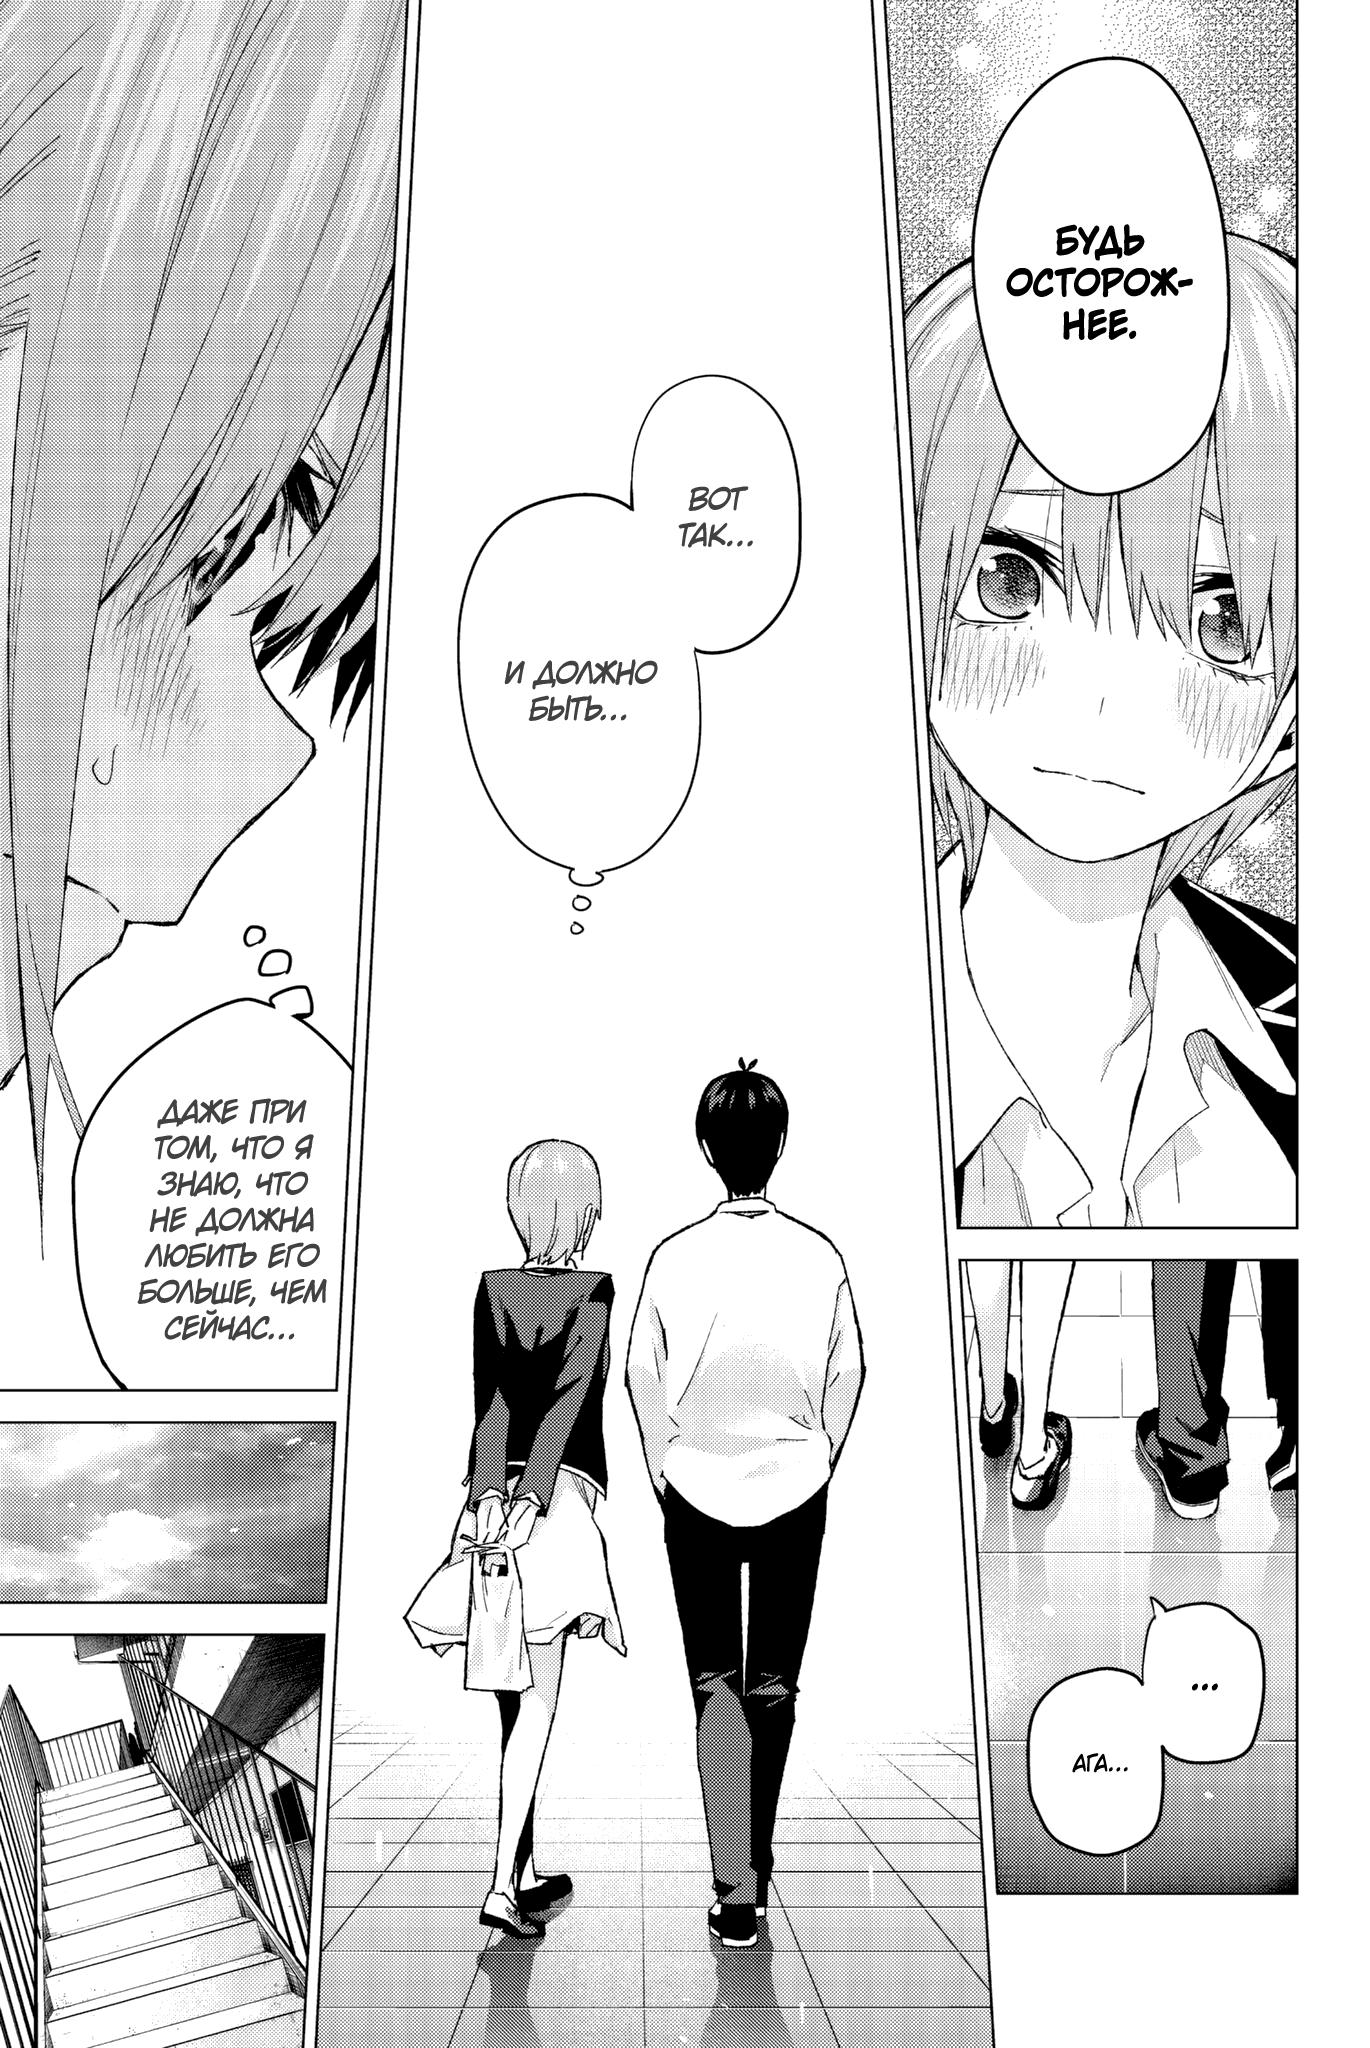 БУДЬ
ОСТОРОЖ-
НЕЕ.
...
АГА...
ВОТ
ТАК...
И ДОЛЖНО
БЫТЬ...
ДАЖЕ ПРИ
ТОМ, ЧТО Я
ЗНАЮ, ЧТО
НЕ ДОЛЖНА
ЛЮБИТЬ ЕГО
БОЛЬШЕ, ЧЕМ
СЕЙЧАС...